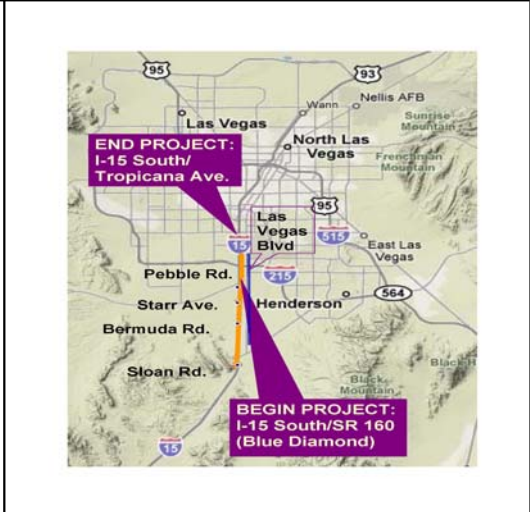 95
93
Nellis AFB
Wann
Las Vegas
Sunrise
Mountain
END PROJECT:
I-15 South/
Tropicana Ave.
North Las
Vegas
Frenchman
Mountain
95
Las
Vegas
Blvd
15
515
East Las
Vegas
Pebble Rd.
215
Starr Ave.
Henderson
564
Bermuda Rd.
Sloan Rd.
Black
Mountain
Black H
BEGIN PROJECT:
I-15 South/SR 160
(Blue Diamond)
15